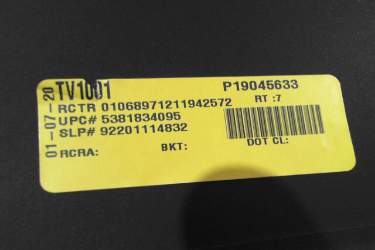 01-07-20
TV1001 P19045633
RCTR 01068971211942572 RT :7
UPC# 5381834095
SLP# 92201114832
RCRA: BKT: DOT CL: